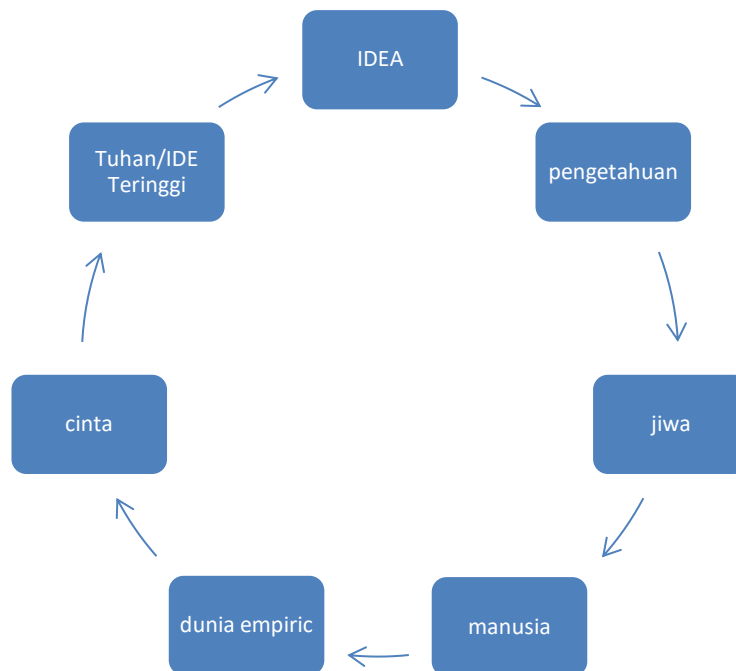 IDEA
pengetahuan
jiwa
manusia
dunia empiric
cinta
Tuhan/IDE
Teringgi